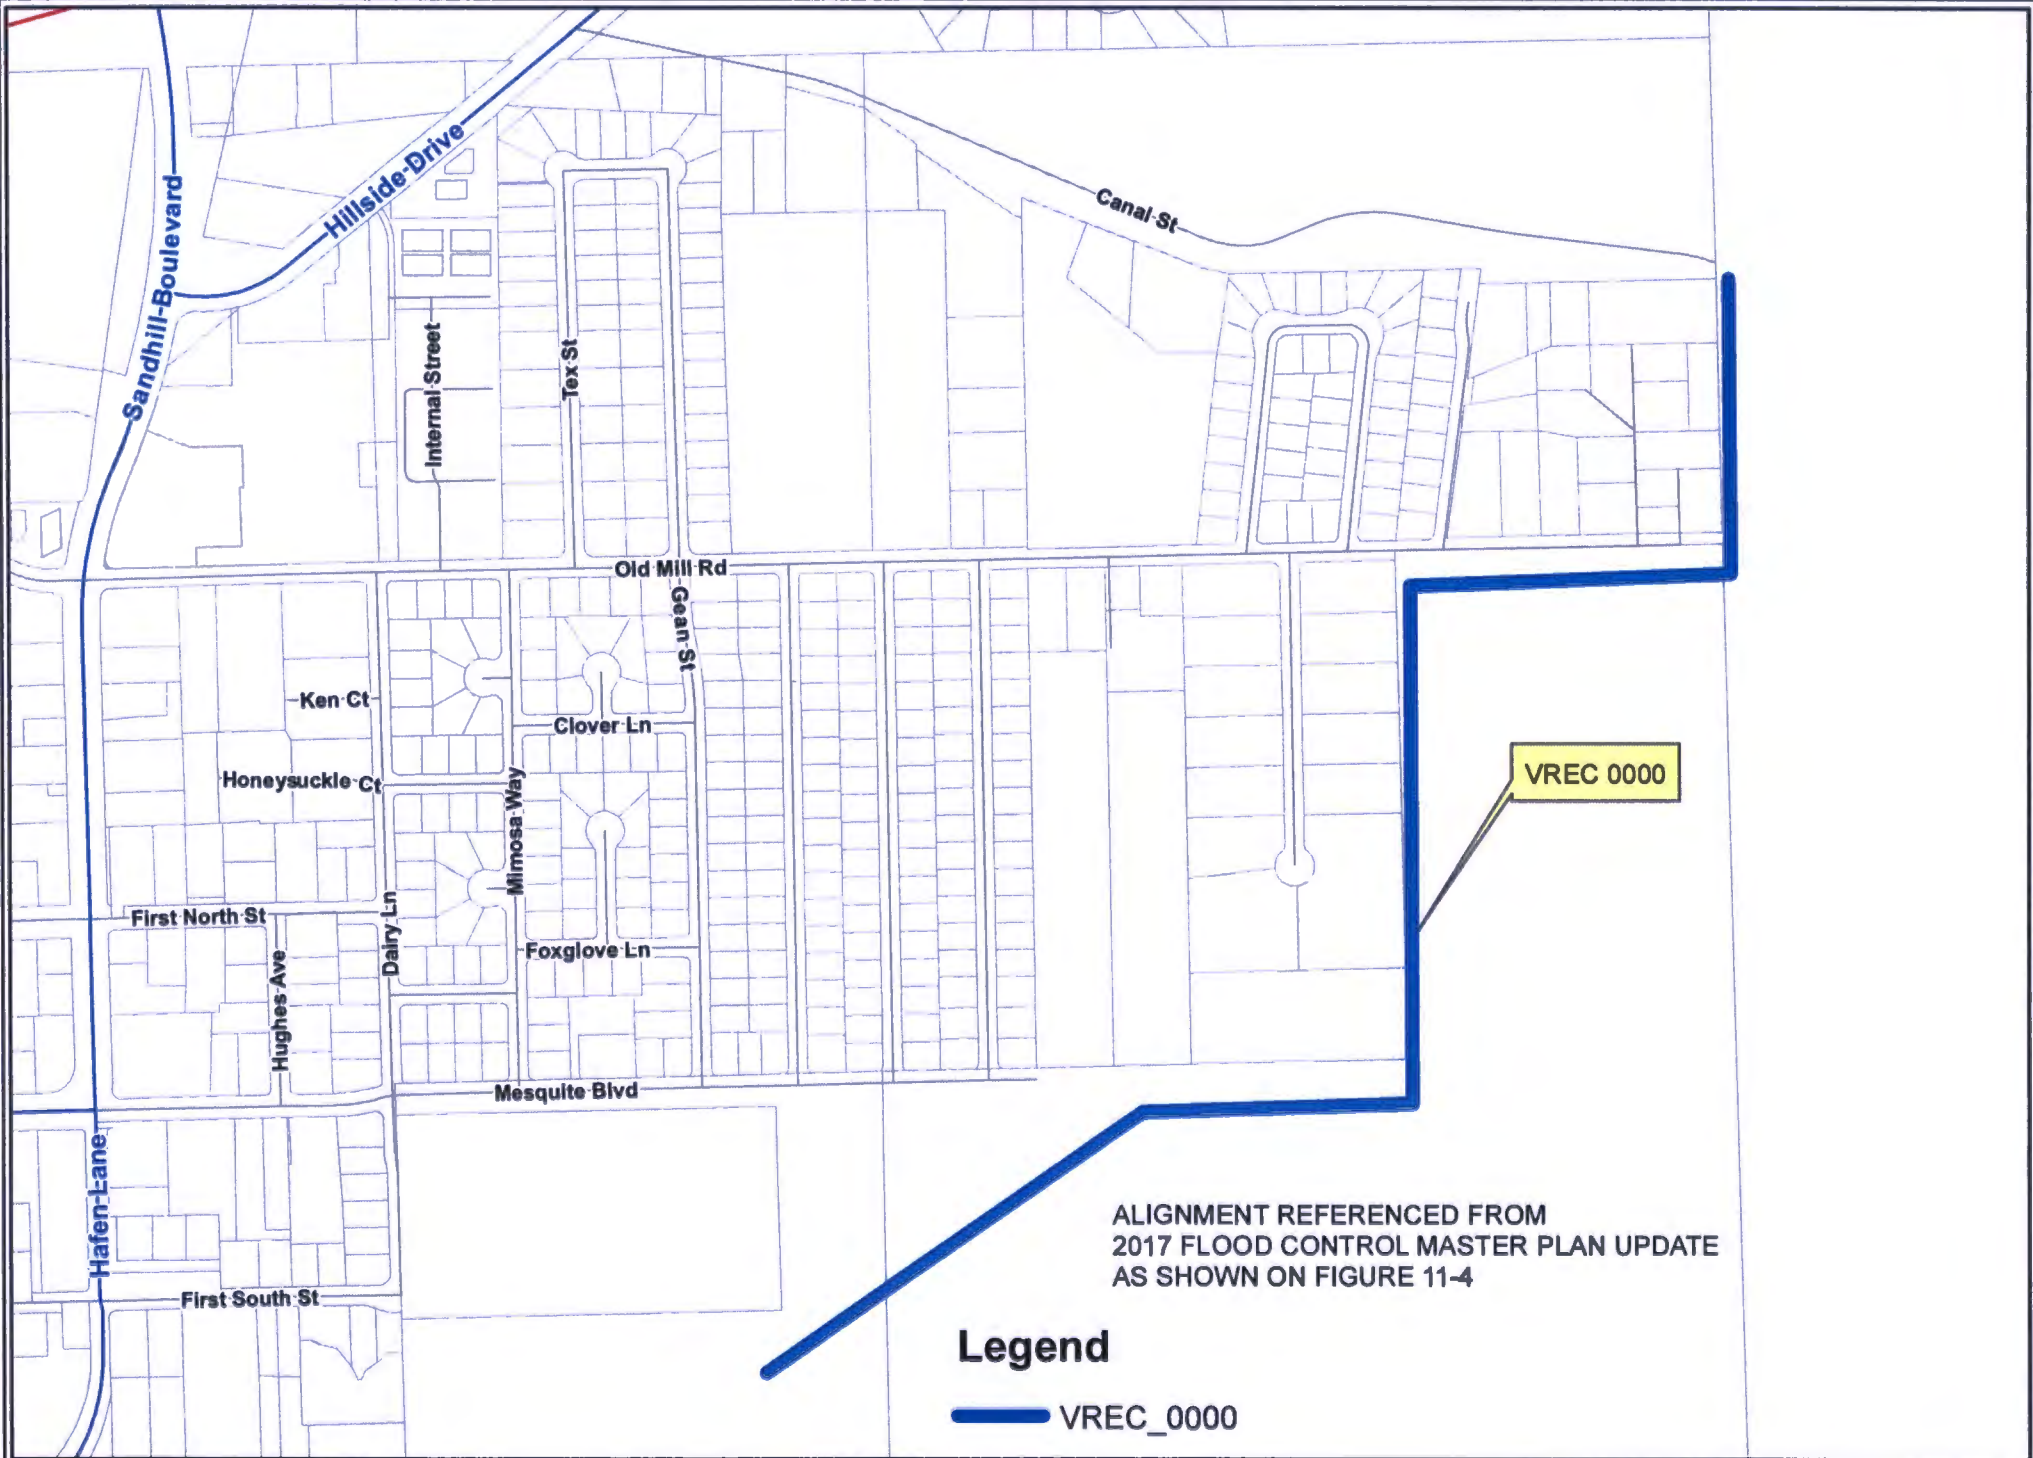 Sandhill Boulevard
Hillside Drive
Canal St
Internal Street
Tex St
Old Mill Rd
Gean St
Ken Ct
Clover Ln
Honeysuckle Ct
Mimosa Way
VREC 0000
First North St
Dairy Ln
Hughes Ave
Foxglove Ln
Mesquite Blvd
Hafen Lane
First South St
ALIGNMENT REFERENCED FROM
2017 FLOOD CONTROL MASTER PLAN UPDATE
AS SHOWN ON FIGURE 11-4
Legend
VREC_0000